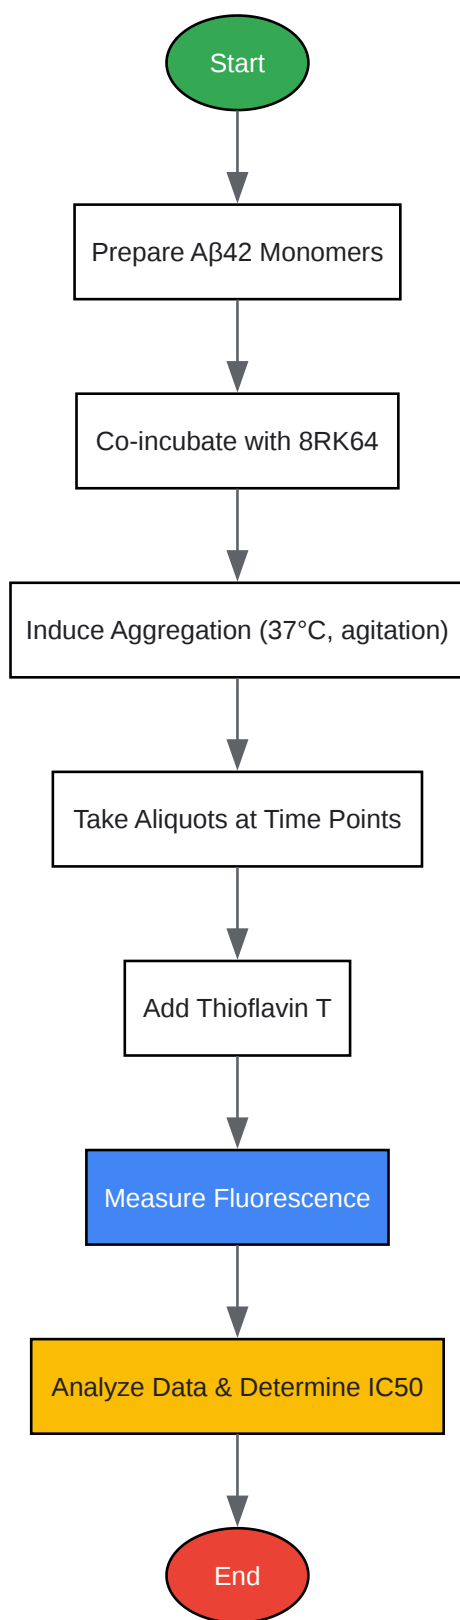 Start
Prepare Aβ42 Monomers
Co-incubate with 8RK64
Induce Aggregation (37°C, agitation)
Take Aliquots at Time Points
Add Thioflavin T
Measure Fluorescence
Analyze Data & Determine IC50
End